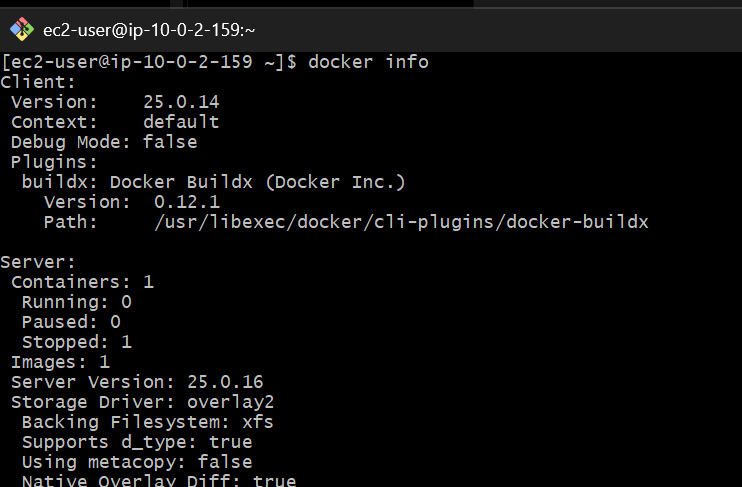 ec2-user@ip-10-0-2-159:~
[ec2-user@ip-10-0-2-159 ~]$ docker info
Client:
 Version:    25.0.14
 Context:    default
 Debug Mode: false
 Plugins:
  buildx: Docker Buildx (Docker Inc.)
    Version:  0.12.1
    Path:     /usr/libexec/docker/cli-plugins/docker-buildx

Server:
 Containers: 1
  Running: 0
  Paused: 0
  Stopped: 1
 Images: 1
 Server Version: 25.0.16
 Storage Driver: overlay2
  Backing Filesystem: xfs
  Supports d_type: true
  Using metacopy: false
  Native Overlay Diff: true